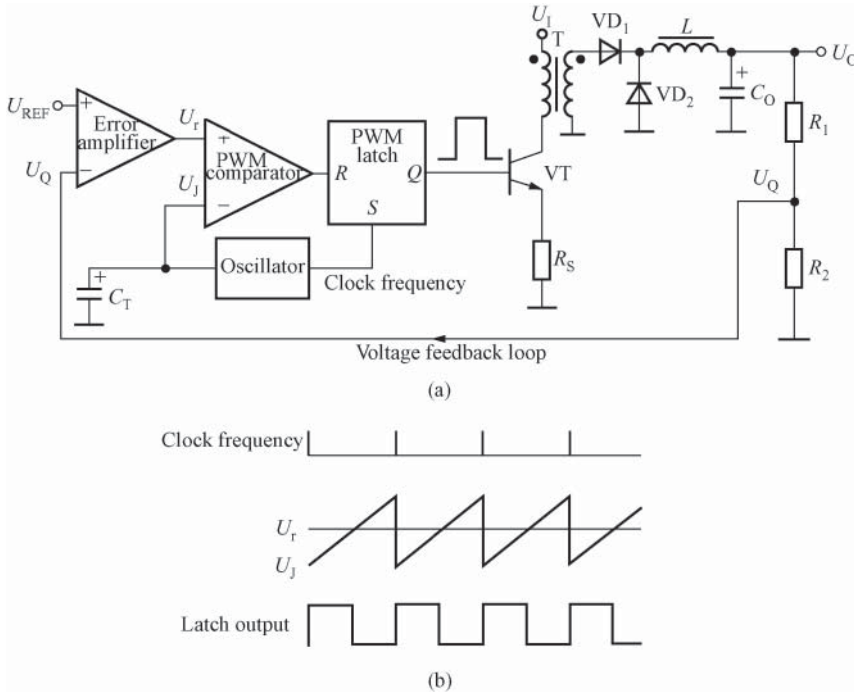 U_I
T
VD_1
L
U_O
U_REF
+
−
Error
amplifier
U_r
U_Q
U_J
+
−
PWM
comparator
PWM
latch
R
Q
S
VT
R_S
VD_2
+
C_O
R_1
U_Q
R_2
Oscillator
Clock frequency
+
C_T
Voltage feedback loop
(a)
Clock frequency
U_r
U_J
Latch output
(b)